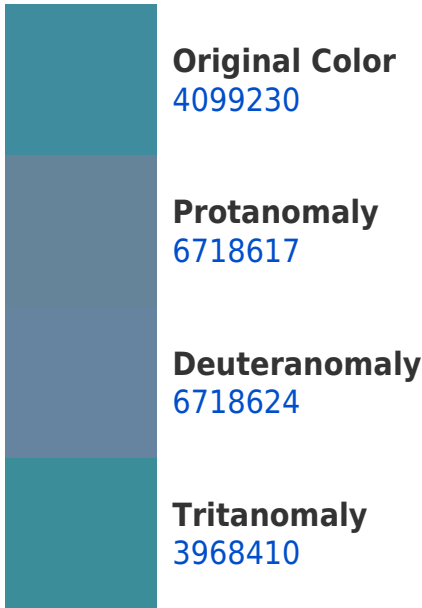 Original Color
4099230
Protanomaly
6718617
Deuteranomaly
6718624
Tritanomaly
3968410